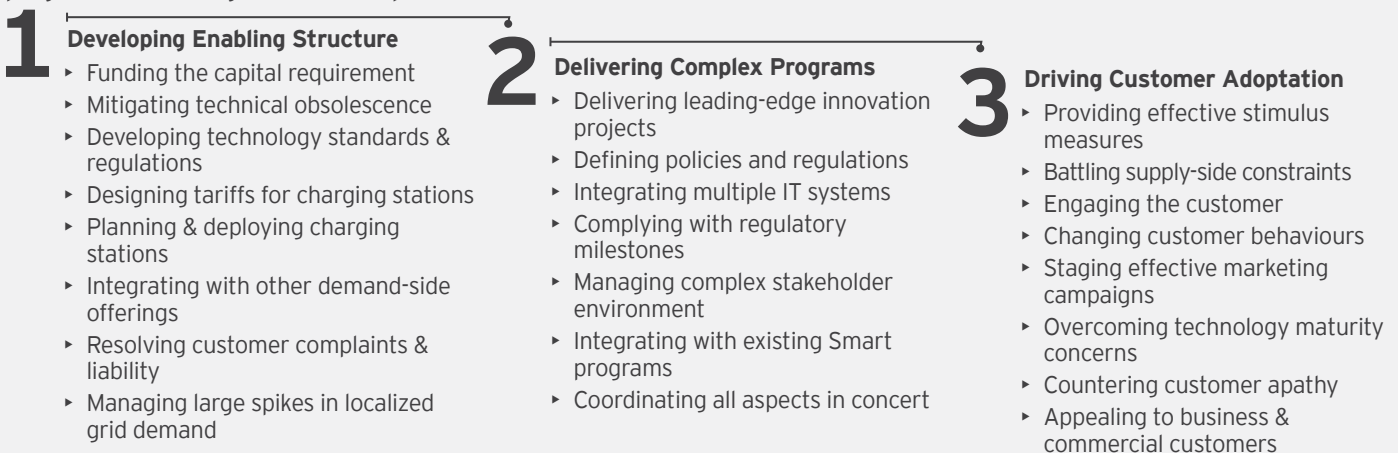 1
Developing Enabling Structure
‣ Funding the capital requirement
‣ Mitigating technical obsolescence
‣ Developing technology standards &
regulations
‣ Designing tariffs for charging stations
‣ Planning & deploying charging
stations
‣ Integrating with other demand-side
offerings
‣ Resolving customer complaints &
liability
‣ Managing large spikes in localized
grid demand
2
Delivering Complex Programs
‣ Delivering leading-edge innovation
projects
‣ Defining policies and regulations
‣ Integrating multiple IT systems
‣ Complying with regulatory
milestones
‣ Managing complex stakeholder
environment
‣ Integrating with existing Smart
programs
‣ Coordinating all aspects in concert
3
Driving Customer Adoptation
‣ Providing effective stimulus
measures
‣ Battling supply-side constraints
‣ Engaging the customer
‣ Changing customer behaviours
‣ Staging effective marketing
campaigns
‣ Overcoming technology maturity
concerns
‣ Countering customer apathy
‣ Appealing to business &
commercial customers